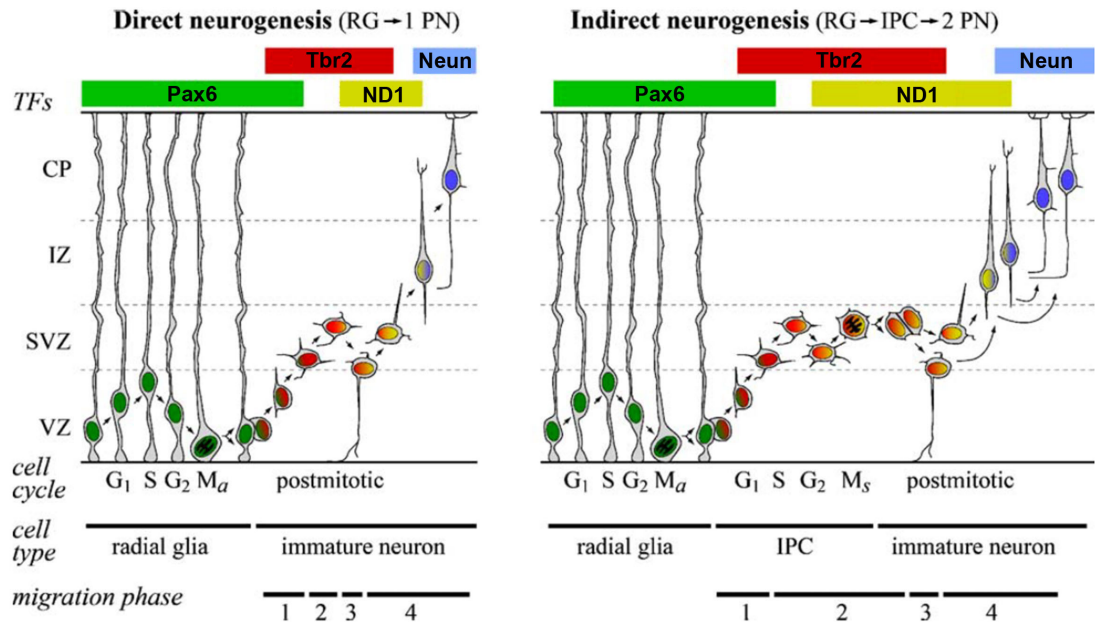 Direct neurogenesis (RG→1 PN)
Tbr2 Neun
TFs Pax6 ND1
CP
IZ
SVZ
VZ
cell cycle G1 S G2 Ma postmitotic
cell type radial glia immature neuron
migration phase 1 2 3 4
Indirect neurogenesis (RG→IPC→2 PN)
Tbr2 Neun
Pax6 ND1
G1 S G2 Ma G1 S G2 Ms postmitotic
radial glia IPC immature neuron
1 2 3 4